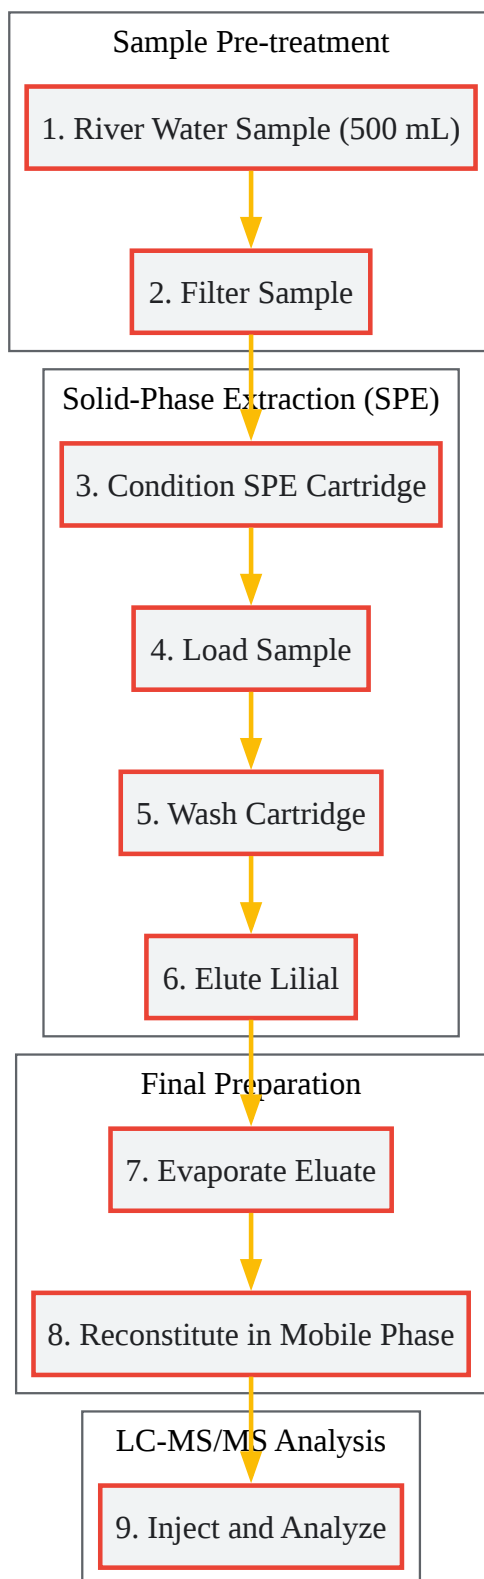 Sample Pre-treatment
1. River Water Sample (500 mL)
2. Filter Sample
Solid-Phase Extraction (SPE)
3. Condition SPE Cartridge
4. Load Sample
5. Wash Cartridge
6. Elute Lilial
Final Preparation
7. Evaporate Eluate
8. Reconstitute in Mobile Phase
LC-MS/MS Analysis
9. Inject and Analyze